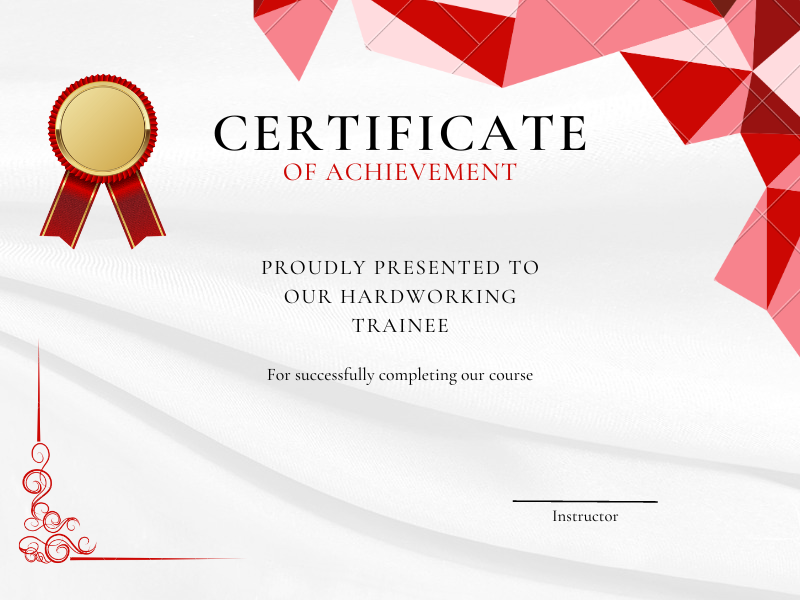 CERTIFICATE
OF ACHIEVEMENT
PROUDLY PRESENTED TO
OUR HARDWORKING
TRAINEE
For successfully completing our course
Instructor